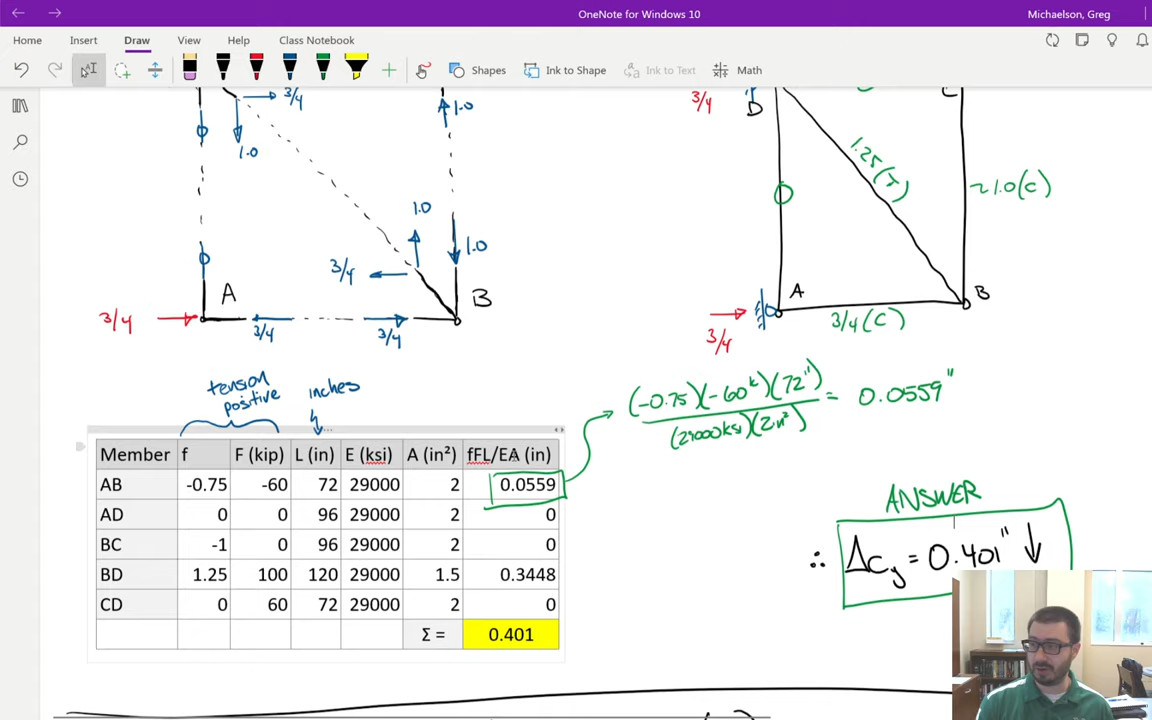 OneNote for Windows 10
Michaelson, Greg
Home Insert Draw View Help Class Notebook
Shapes Ink to Shape Ink to Text Math
3/4
1.0
1.0
1.0
1.0
3/4
A
B
3/4
3/4
3/4
3/4
D
C
1.25(T)
1.0(C)
A
B
3/4(C)
3/4
tension
positive
inches
(-0.75)(-60k)(72")
(29000ksi)(2in²)
= 0.0559"
Member f F (kip) L (in) E (ksi) A (in²) fFL/EA (in)
AB -0.75 -60 72 29000 2 0.0559
AD 0 0 96 29000 2 0
BC -1 0 96 29000 2 0
BD 1.25 100 120 29000 1.5 0.3448
CD 0 60 72 29000 2 0
Σ = 0.401
ANSWER
∴ Δcy = 0.401" ↓